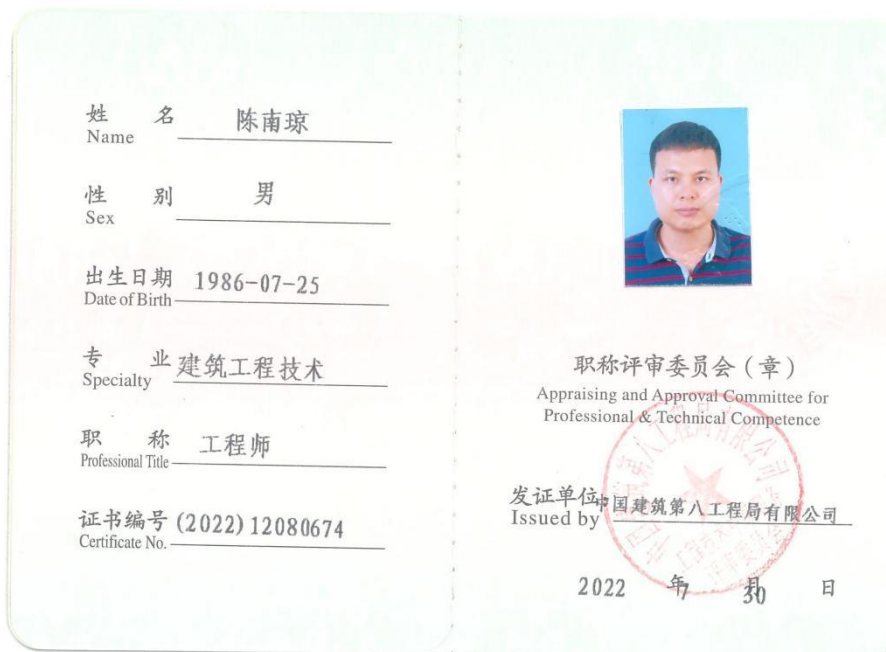 姓 名 陈南琼
Name
性 别 男
Sex
出生日期 1986-07-25
Date of Birth
专 业 建筑工程技术
Specialty
职 称 工程师
Professional Title
证书编号 (2022) 12080674
Certificate No.
职称评审委员会（章）
Appraising and Approval Committee for
Professional & Technical Competence
发证单位 中国建筑第八工程局有限公司
Issued by
2022 年 7 月 30 日